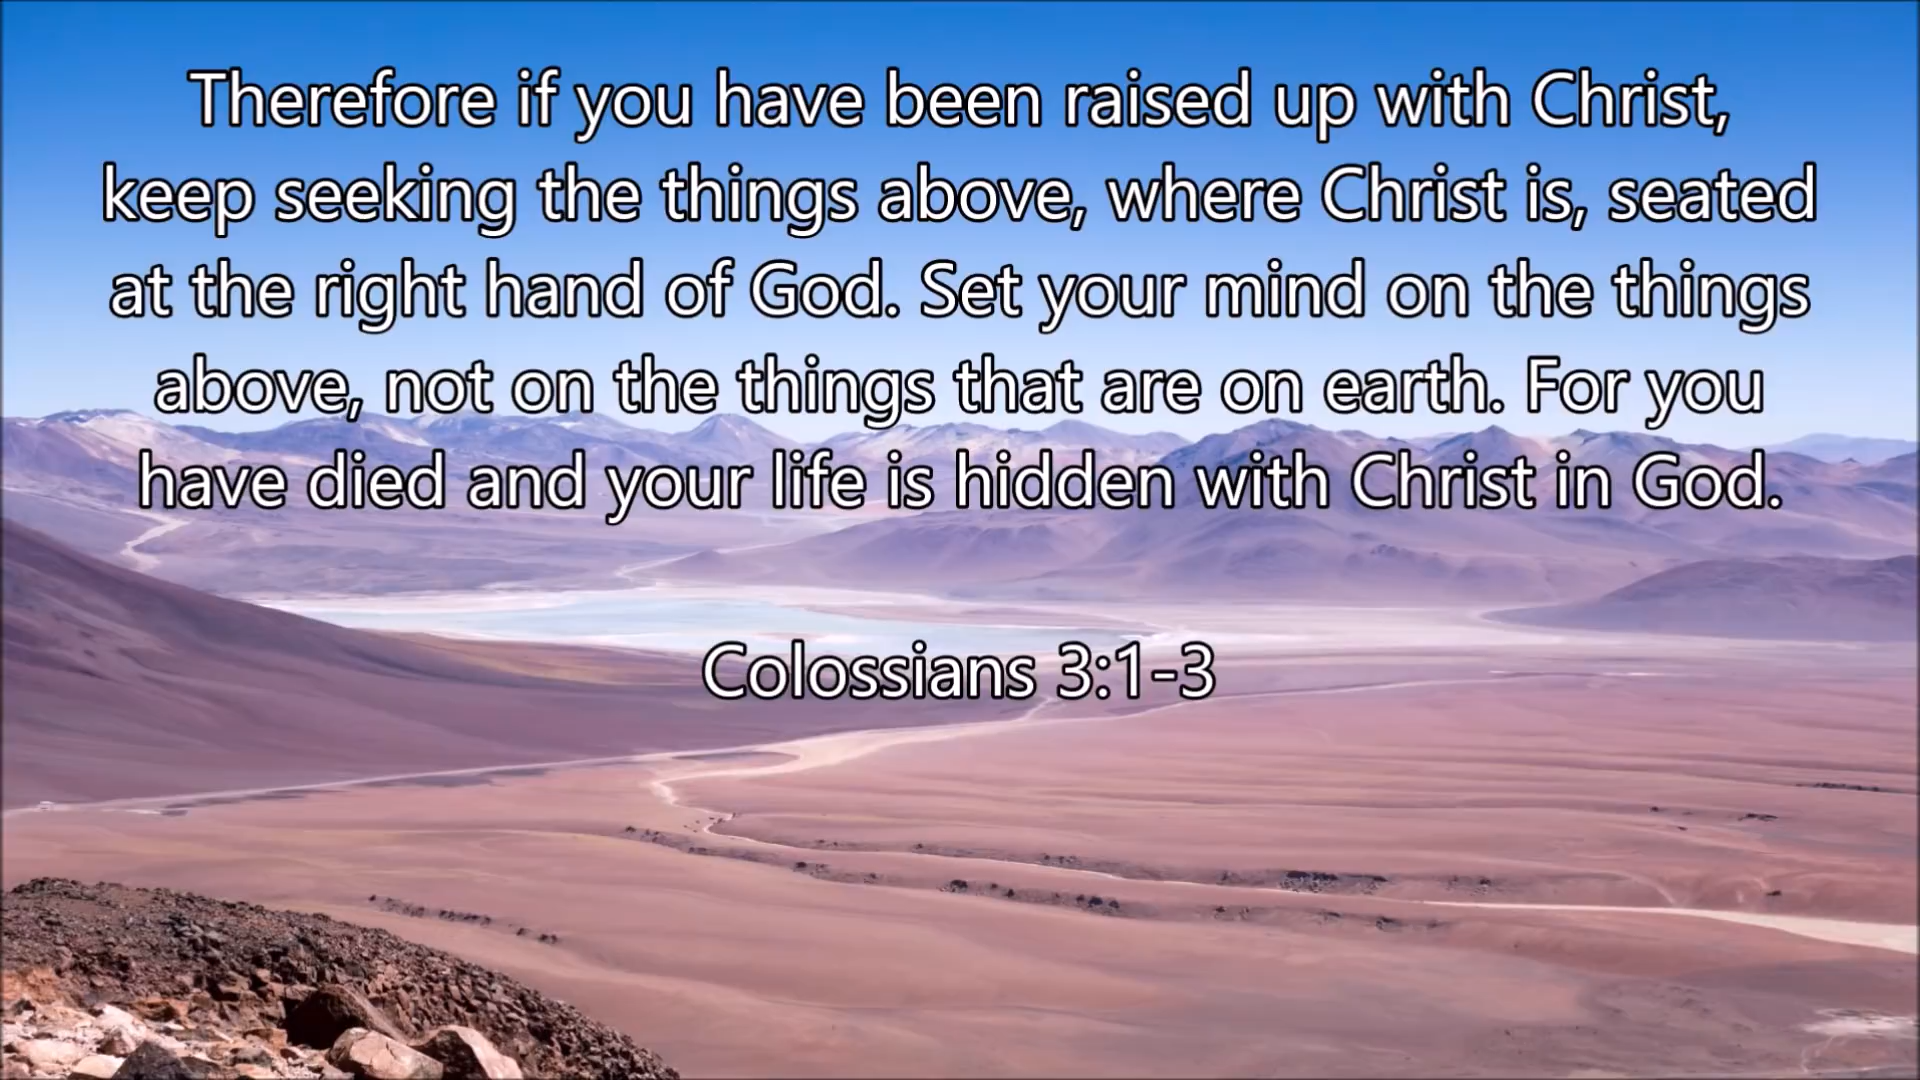 Therefore if you have been raised up with Christ,
keep seeking the things above, where Christ is, seated
at the right hand of God. Set your mind on the things
above, not on the things that are on earth. For you
have died and your life is hidden with Christ in God.
Colossians 3:1-3